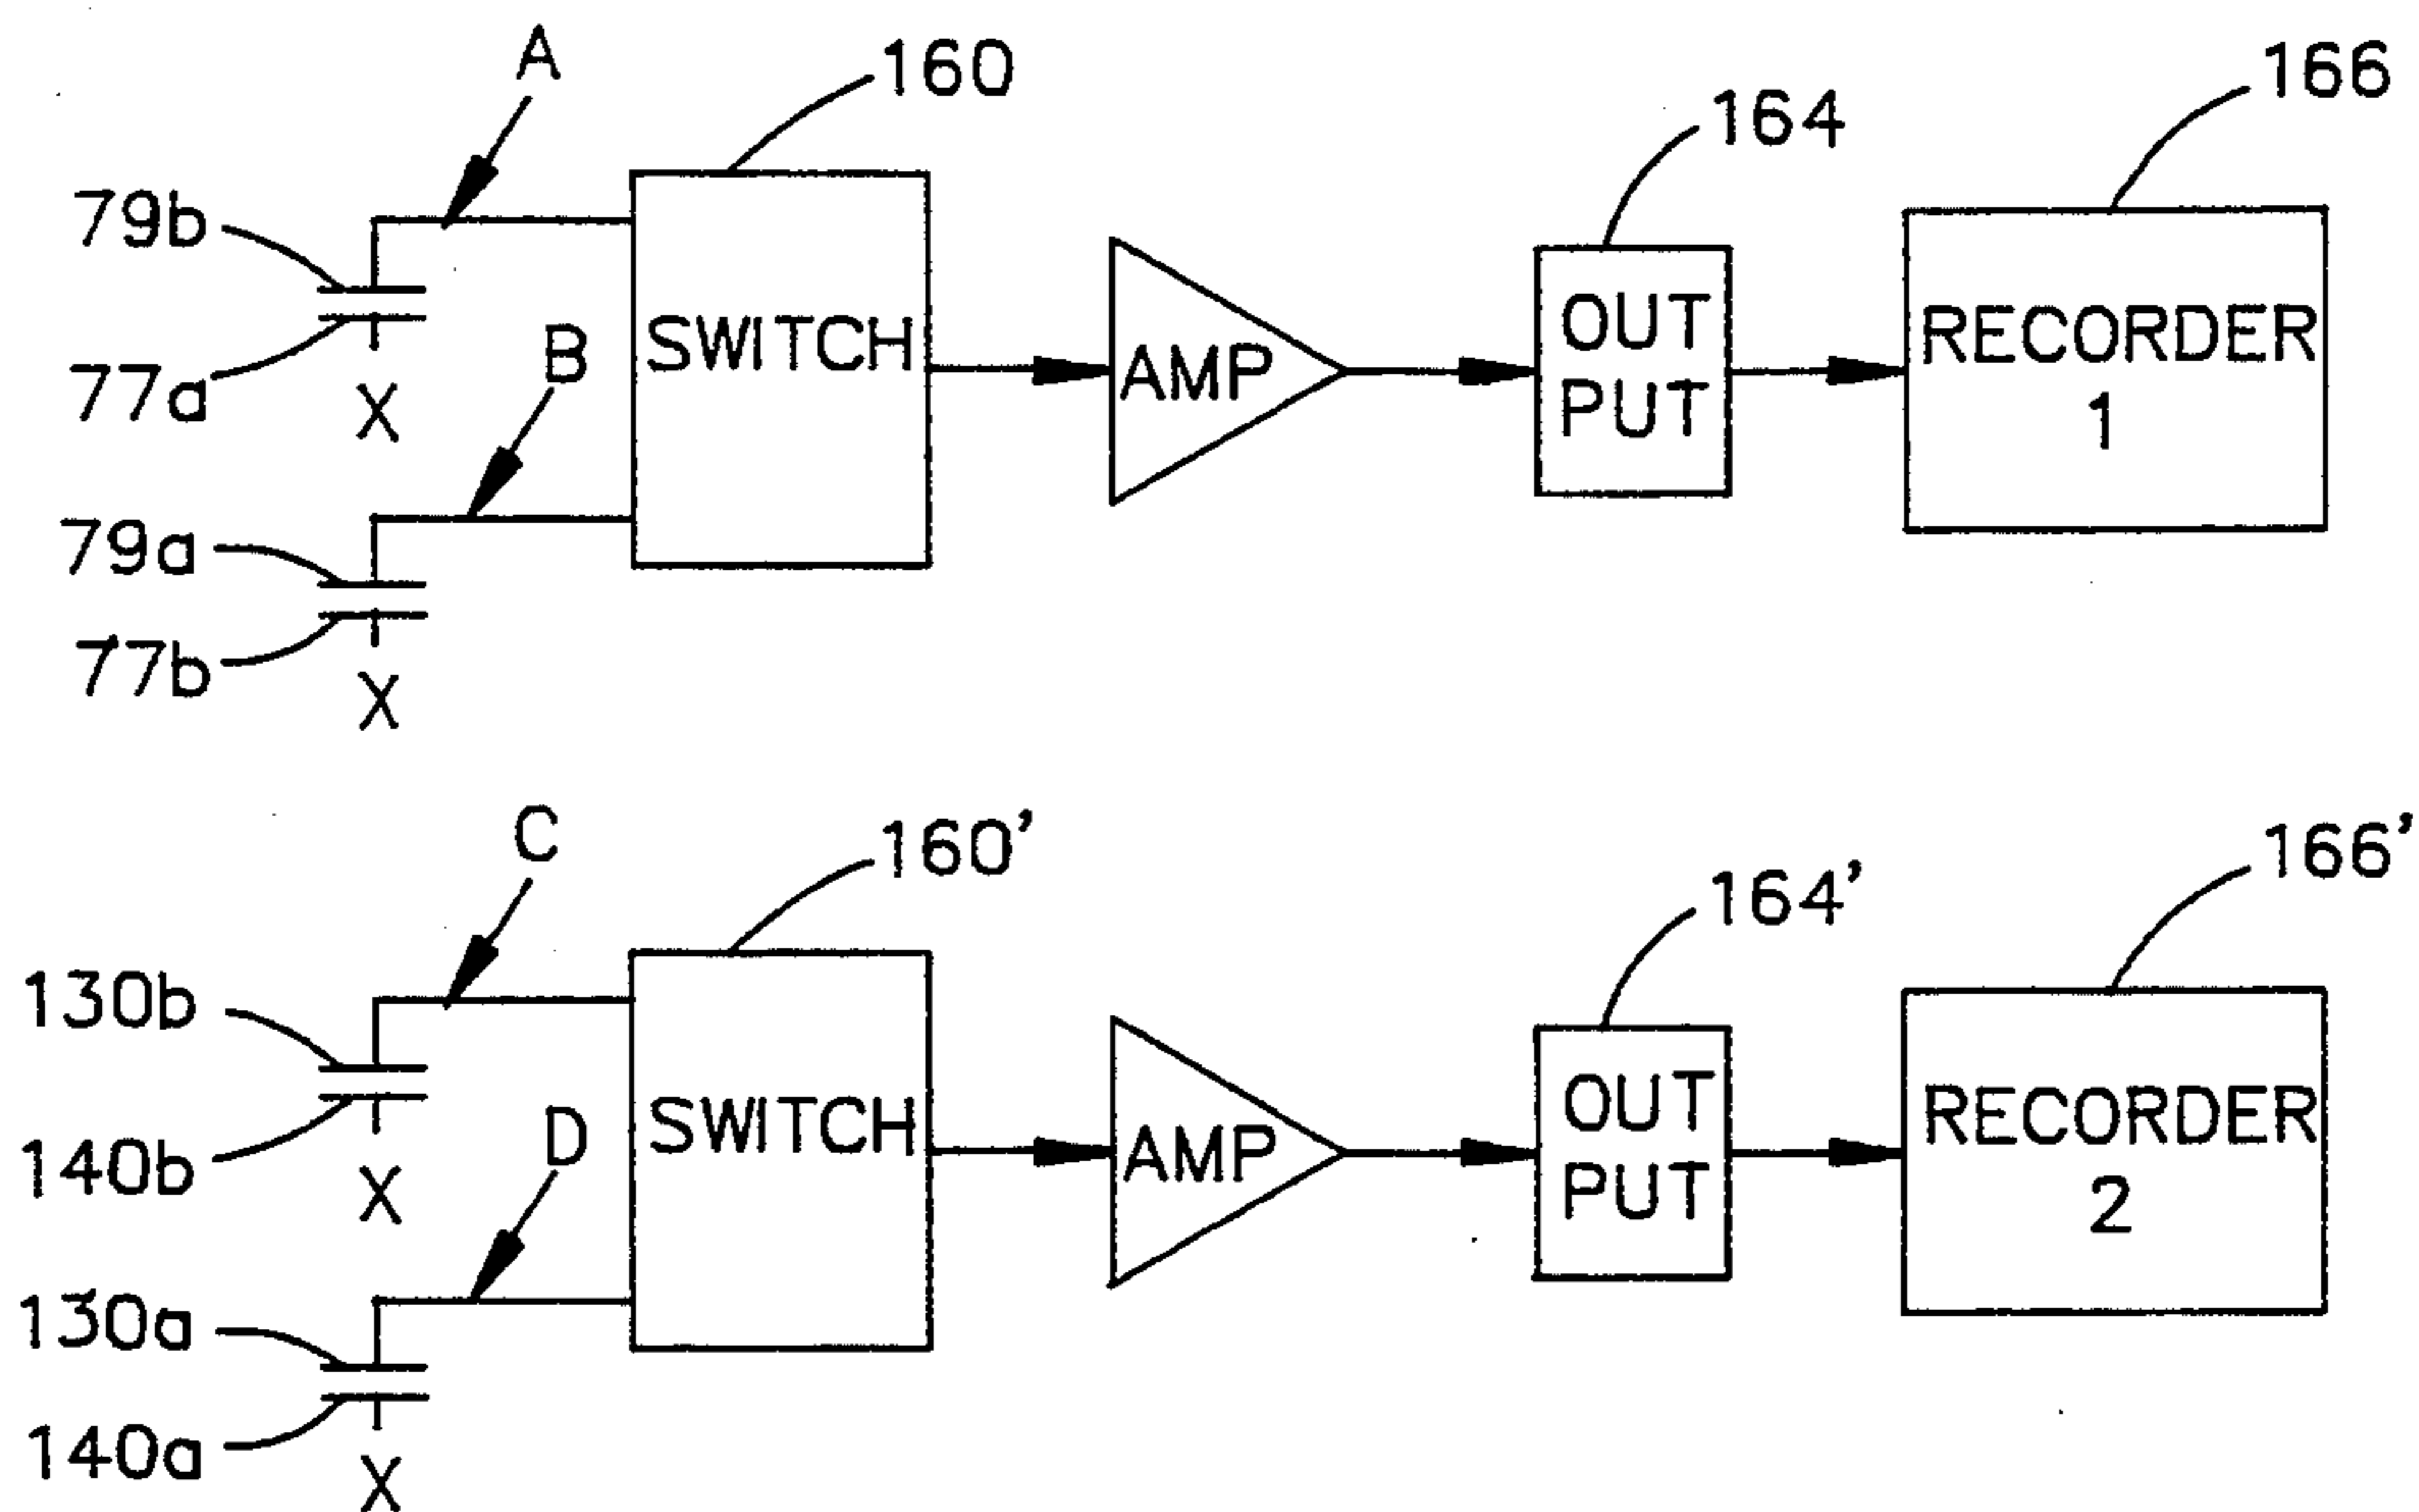 A
160
164
166
79b
77a
X
B
SWITCH
AMP
OUT
PUT
RECORDER
1
79a
77b
X
C
160'
164'
166'
130b
140b
X
D
SWITCH
AMP
OUT
PUT
RECORDER
2
130a
140a
X